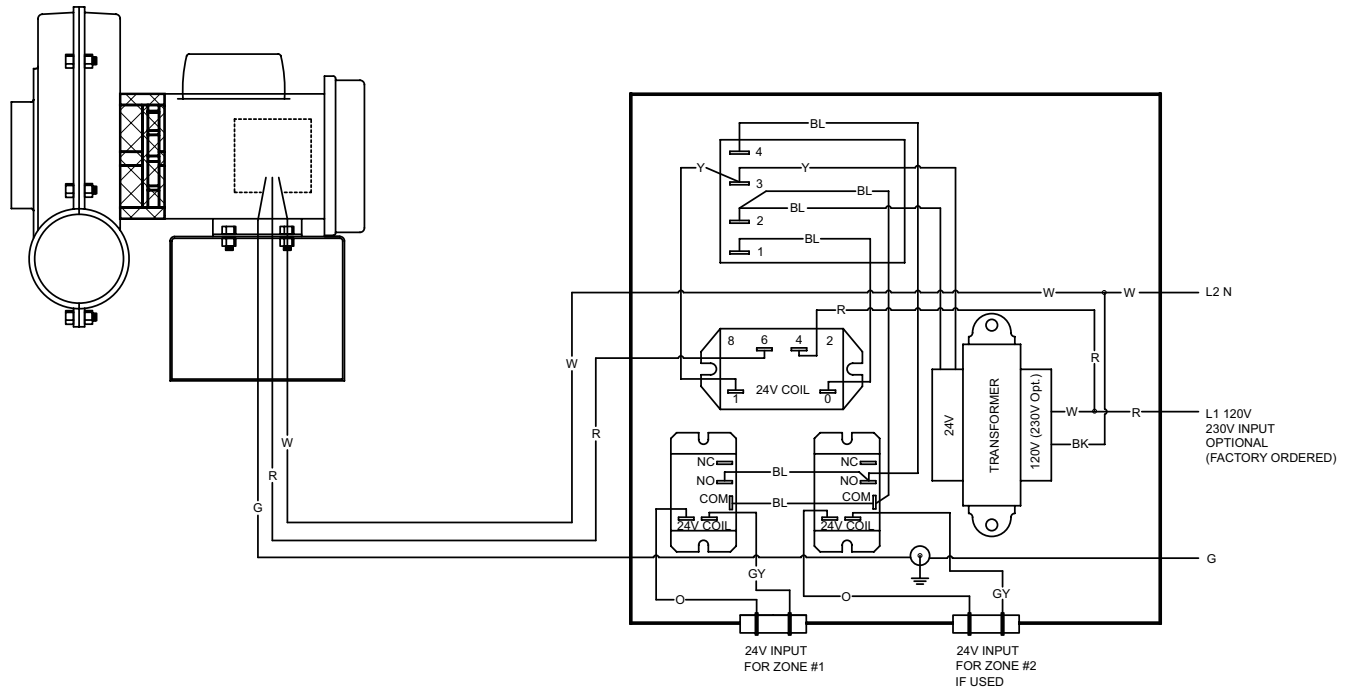 BL
4
Y
Y
3
BL
BL
2
BL
1
W
W
L2 N
R
8
6
4
2
R
W
24V COIL
1
0
24V
TRANSFORMER
120V (230V Opt.)
W
R
L1 120V
230V INPUT
OPTIONAL
(FACTORY ORDERED)
R
W
BK
NC
NC
BL
NO
NO
R
COM
BL
COM
G
24V COIL
24V COIL
G
GY
GY
O
O
24V INPUT
FOR ZONE #1
24V INPUT
FOR ZONE #2
IF USED